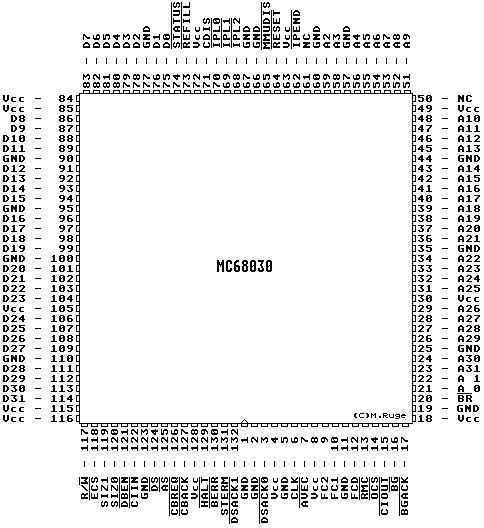 D7 - 83
D6 - 82
D5 - 81
D4 - 80
D3 - 79
D2 - 78
GND - 77
D1 - 76
D0 - 75
STATUS - 74
REFILL - 73
Vcc - 72
CDIS - 71
IPL0 - 70
IPL1 - 69
IPL2 - 68
GND - 67
GND - 66
MMUDIS - 65
RESET - 64
Vcc - 63
IPEND - 62
NC - 61
GND - 60
A2 - 59
A3 - 58
GND - 57
A4 - 56
A5 - 55
A6 - 54
A7 - 53
A8 - 52
A9 - 51
Vcc - 84
Vcc - 85
D8 - 86
D9 - 87
D10 - 88
D11 - 89
GND - 90
D12 - 91
D13 - 92
D14 - 93
D15 - 94
GND - 95
D16 - 96
D17 - 97
D18 - 98
D19 - 99
GND - 100
D20 - 101
D21 - 102
D22 - 103
D23 - 104
Vcc - 105
D24 - 106
D25 - 107
D26 - 108
D27 - 109
GND - 110
D28 - 111
D29 - 112
D30 - 113
D31 - 114
Vcc - 115
Vcc - 116
MC68030
(C)M.Ruge
50 - NC
49 - Vcc
48 - A10
47 - A11
46 - A12
45 - A13
44 - GND
43 - A14
42 - A15
41 - A16
40 - A17
39 - A18
38 - A19
37 - A20
36 - A21
35 - GND
34 - A22
33 - A23
32 - A24
31 - A25
30 - Vcc
29 - A26
28 - A27
27 - A28
26 - A29
25 - GND
24 - A30
23 - A31
22 - A 1
21 - A 0
20 - BR
19 - GND
18 - Vcc
R/W - 117
ECS - 118
SIZ1 - 119
SIZ0 - 120
DBEN - 121
CIIN - 122
GND - 123
DS - 124
AS - 125
CBREQ - 126
CBACK - 127
Vcc - 128
HALT - 129
BERR - 130
STERM - 131
DSACK1 - 132
GND - 1
GND - 2
DSACK0 - 3
Vcc - 4
GND - 5
CLK - 6
AVEC - 7
Vcc - 8
FC2 - 9
FC1 - 10
GND - 11
FC0 - 12
RMC - 13
OCS - 14
CIOUT - 15
BG - 16
BGACK - 17